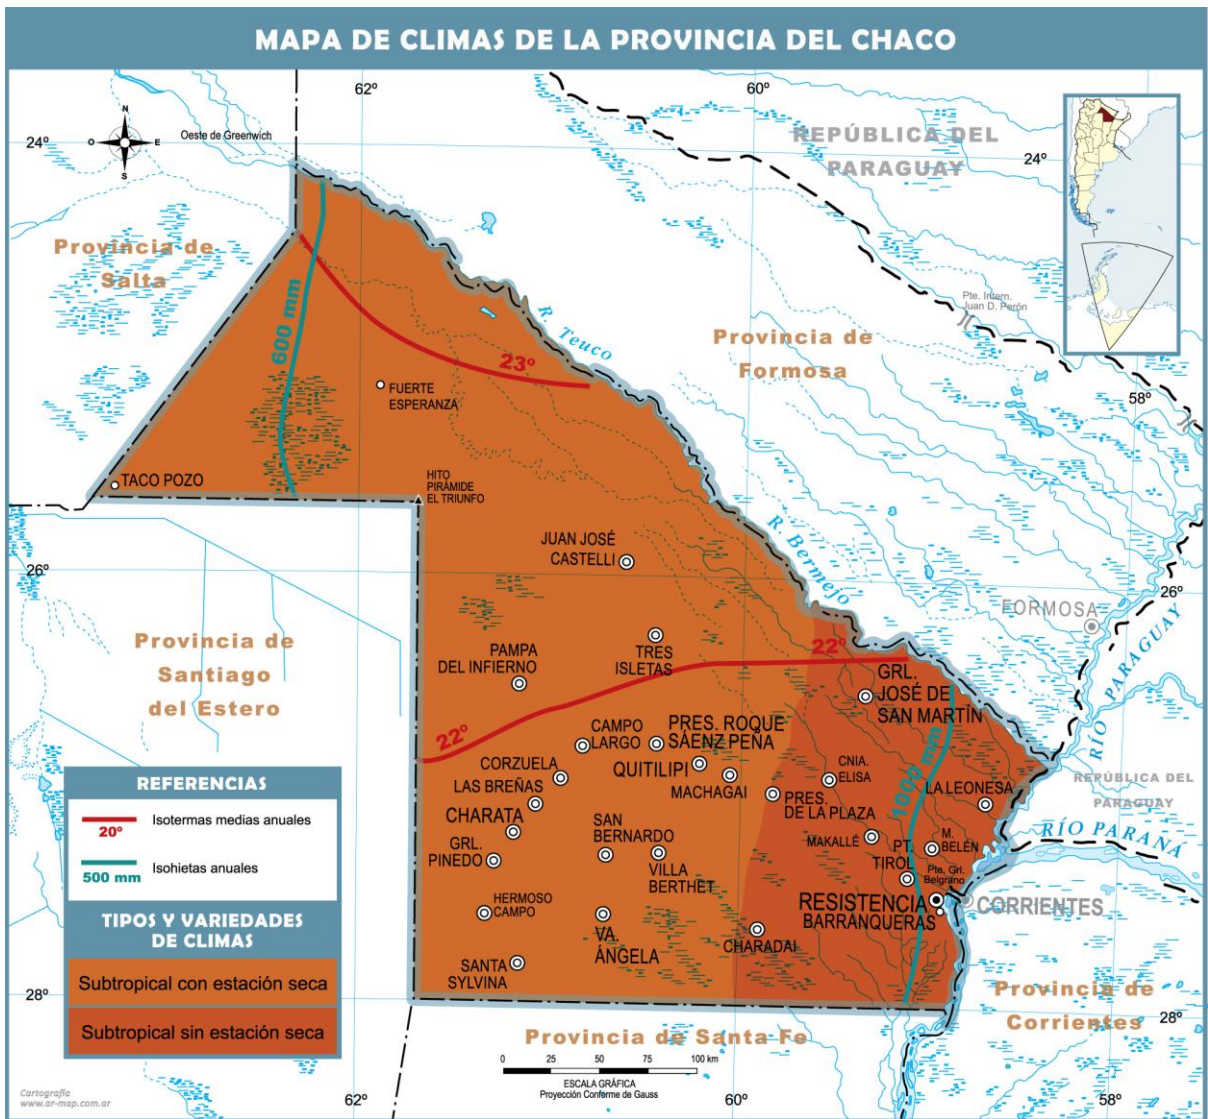 MAPA DE CLIMAS DE LA PROVINCIA DEL CHACO
62º
60º
N
O
E
S
Oeste de Greenwich
24º
REPÚBLICA DEL
PARAGUAY
24º
Provincia de
Salta
600 mm
R. Teuco
Pte. Intern.
Juan D. Perón
Provincia de
Formosa
23º
FUERTE
ESPERANZA
58º
TACO POZO
HITO
PIRÁMIDE
EL TRIUNFO
JUAN JOSÉ
CASTELLI
R. Bermejo
26º
26º
FORMOSA
RÍO PARAGUAY
Provincia de
Santiago
del Estero
PAMPA
DEL INFIERNO
TRES
ISLETAS
22º
GRL.
JOSÉ DE
SAN MARTÍN
22º
CAMPO
LARGO
PRES. ROQUE
SÁENZ PEÑA
CORZUELA
QUITILIPI
MACHAGAI
CNIA.
ELISA
1000 mm
LAS BREÑAS
PRES.
DE LA PLAZA
LA LEONESA
REPÚBLICA DEL
PARAGUAY
CHARATA
SAN
BERNARDO
MAKALLÉ
PT.
TIROL
M.
BELÉN
RÍO PARANA
GRL.
PINEDO
VILLA
BERTHET
Pte. Grl.
Belgrano
HERMOSO
CAMPO
RESISTENCIA
BARRANQUERAS
CORRIENTES
VA.
ÁNGELA
CHARADAI
SANTA
SYLVINA
REFERENCIAS
20º
Isotermas medias anuales
500 mm
Isohietas anuales
TIPOS Y VARIEDADES
DE CLIMAS
Subtropical con estación seca
Subtropical sin estación seca
28º
Provincia de
Corrientes
28º
Provincia de Santa Fe
0 25 50 75 100 km
ESCALA GRÁFICA
Proyección Conforme de Gauss
Cartografía
www.ar-map.com.ar
62º
60º
58º